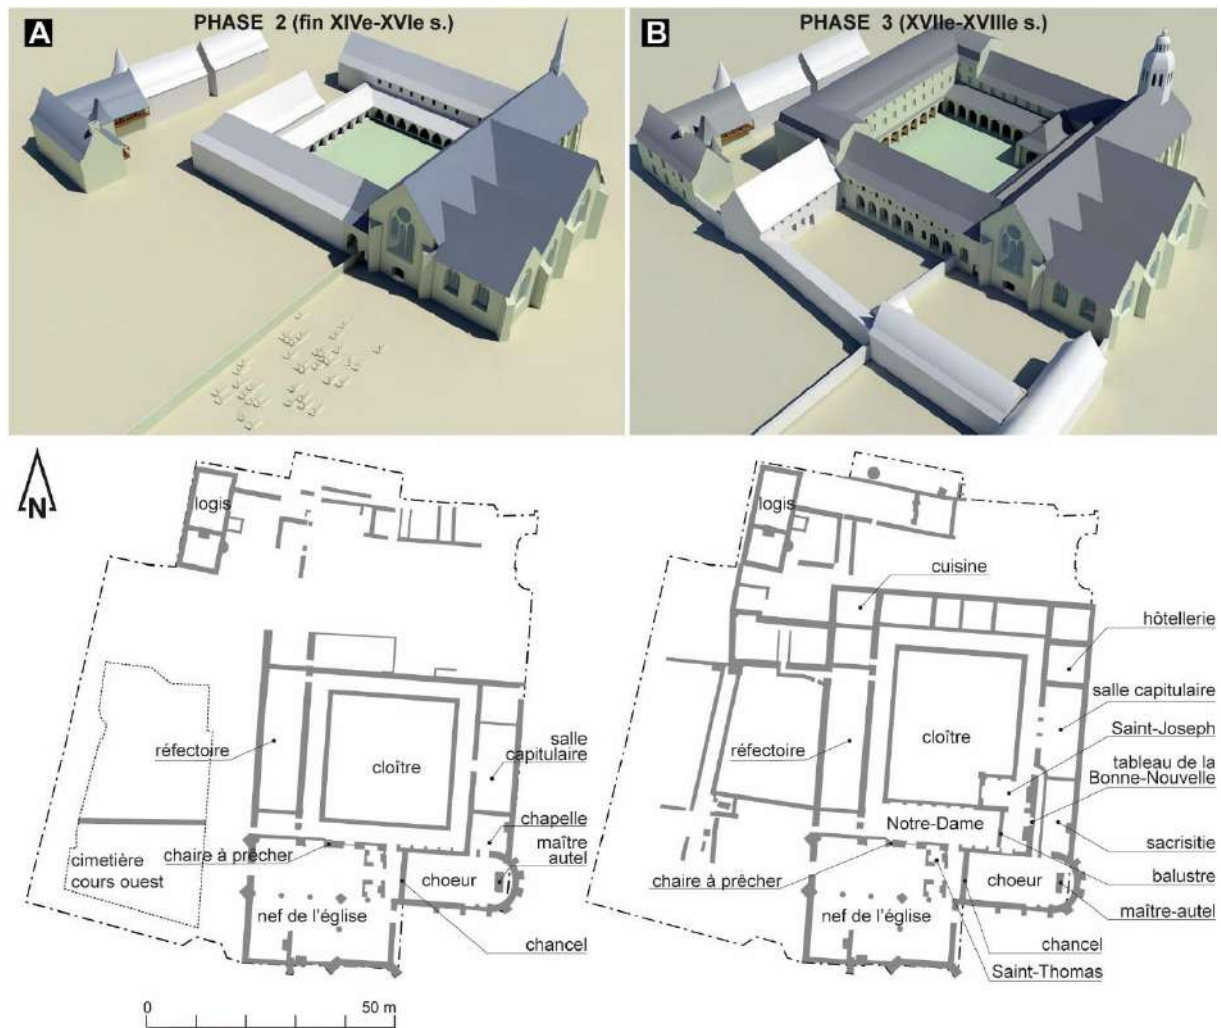 A
PHASE 2 (fin XIVe-XVIe s.)
B
PHASE 3 (XVIIe-XVIIIe s.)
N
logis
réfectoire
cloître
salle
capitulaire
chapelle
maître
autel
chaire à prêcher
choeur
cimetière
cours ouest
nef de l'église
chancel
0
50 m
logis
cuisine
hôtellerie
salle capitulaire
Saint-Joseph
tableau de la
Bonne-Nouvelle
réfectoire
cloître
Notre-Dame
sacrisitie
chaire à prêcher
balustre
choeur
maître-autel
nef de l'église
chancel
Saint-Thomas